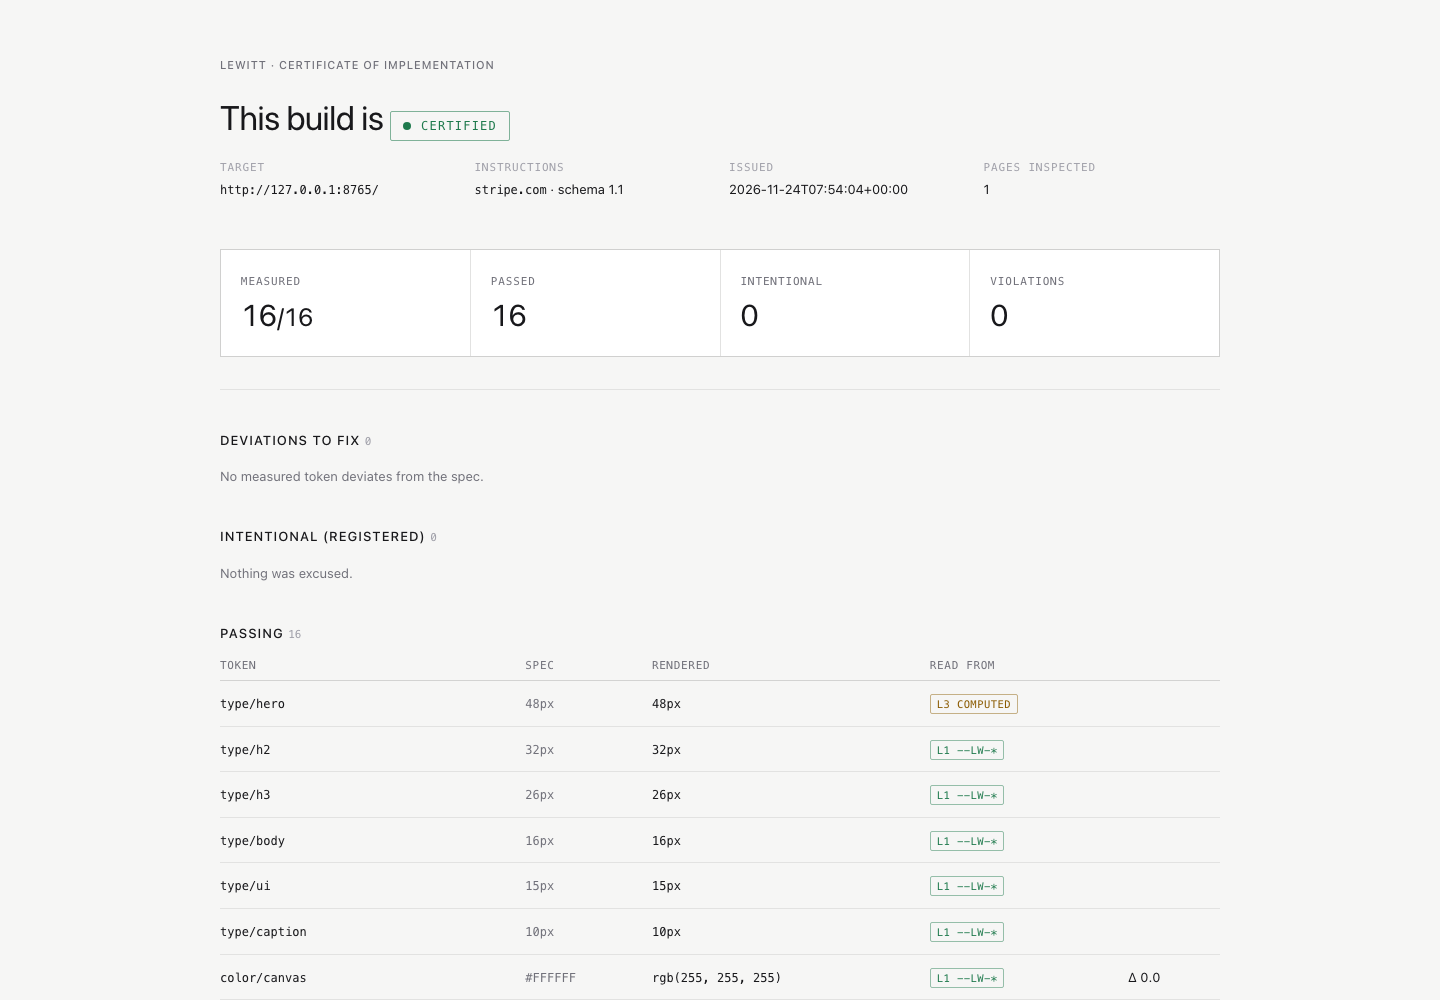 LEWITT · CERTIFICATE OF IMPLEMENTATION
This build is CERTIFIED
TARGET INSTRUCTIONS ISSUED PAGES INSPECTED
http://127.0.0.1:8765/ stripe.com · schema 1.1 2026-11-24T07:54:04+00:00 1
MEASURED PASSED INTENTIONAL VIOLATIONS
16/16 16 0 0
DEVIATIONS TO FIX 0
No measured token deviates from the spec.
INTENTIONAL (REGISTERED) 0
Nothing was excused.
PASSING 16
TOKEN SPEC RENDERED READ FROM
type/hero 48px 48px L3 COMPUTED
type/h2 32px 32px L1 --LW-*
type/h3 26px 26px L1 --LW-*
type/body 16px 16px L1 --LW-*
type/ui 15px 15px L1 --LW-*
type/caption 10px 10px L1 --LW-*
color/canvas #FFFFFF rgb(255, 255, 255) L1 --LW-* Δ 0.0